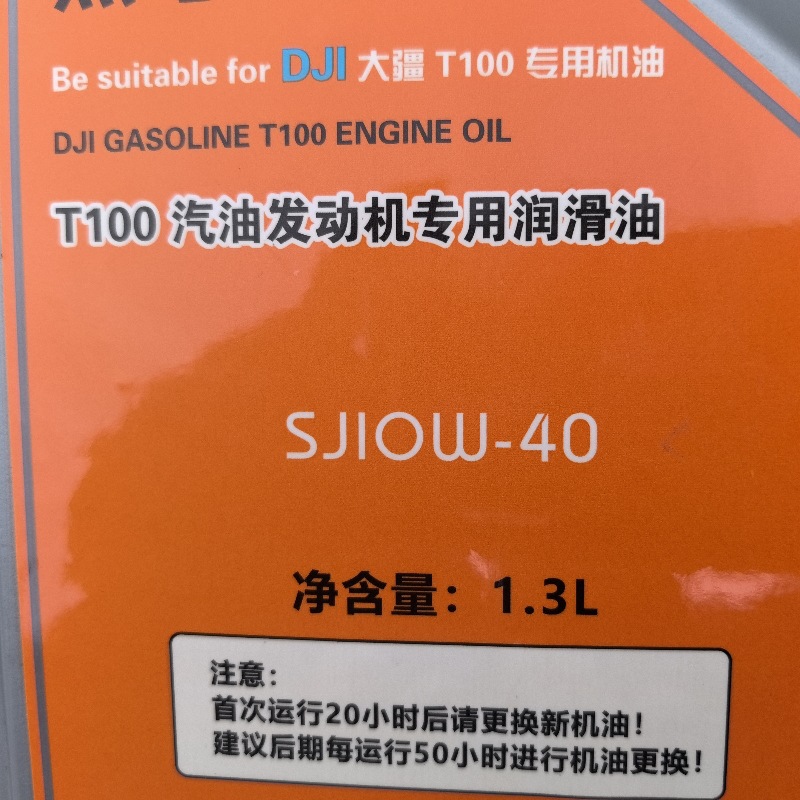 Be suitable for DJI 大疆 T100 专用机油
DJI GASOLINE T100 ENGINE OIL
T100 汽油发动机专用润滑油
SJ10W-40
净含量：1.3L
注意：
首次运行20小时后请更换新机油！
建议后期每运行50小时进行机油更换！